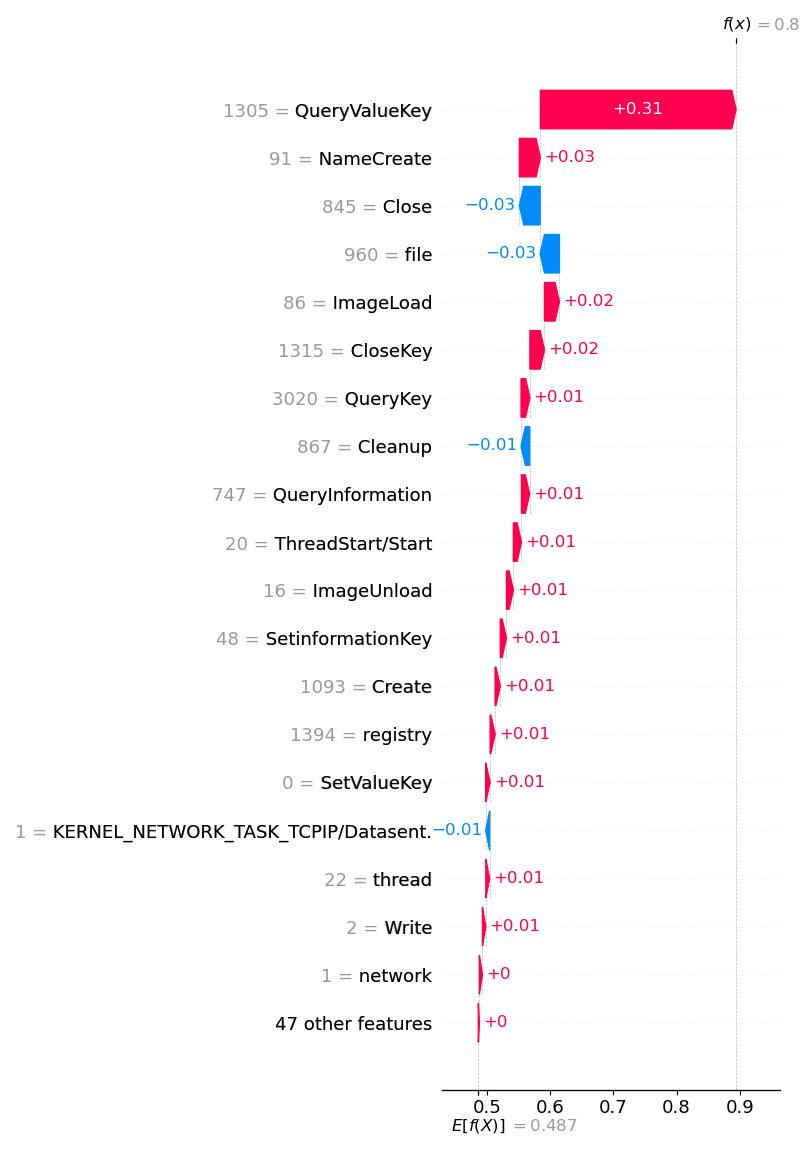 f(x) = 0.8
1305 = QueryValueKey +0.31
91 = NameCreate +0.03
845 = Close −0.03
960 = file −0.03
86 = ImageLoad +0.02
1315 = CloseKey +0.02
3020 = QueryKey +0.01
867 = Cleanup −0.01
747 = QueryInformation +0.01
20 = ThreadStart/Start +0.01
16 = ImageUnload +0.01
48 = SetinformationKey +0.01
1093 = Create +0.01
1394 = registry +0.01
0 = SetValueKey +0.01
1 = KERNEL_NETWORK_TASK_TCPIP/Datasent. −0.01
22 = thread +0.01
2 = Write +0.01
1 = network +0
47 other features +0
0.5 0.6 0.7 0.8 0.9
E[f(X)] = 0.487